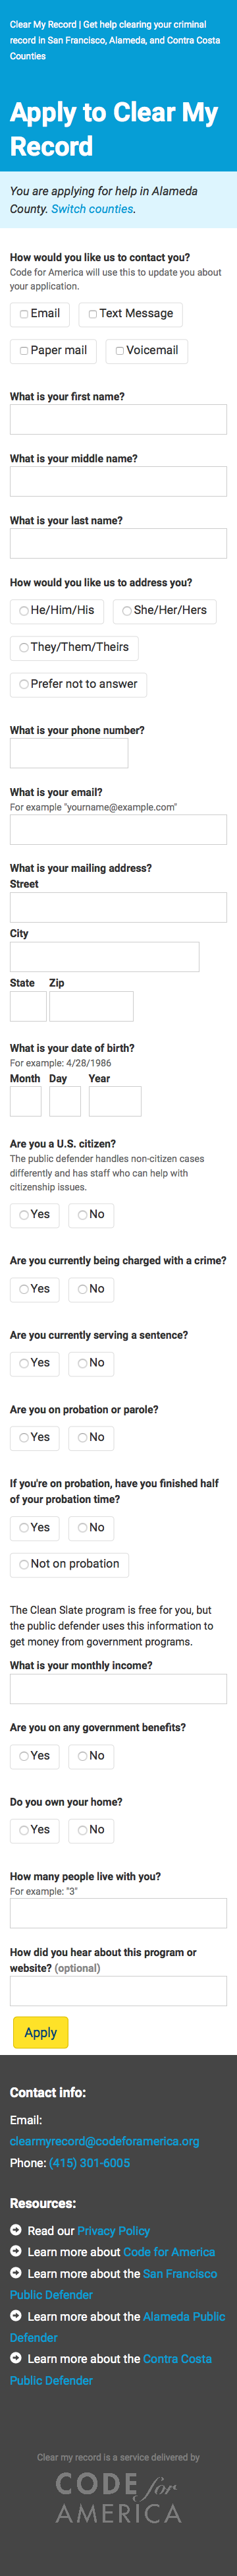 Clear My Record | Get help clearing your criminal
record in San Francisco, Alameda, and Contra Costa
Counties
Apply to Clear My
Record
You are applying for help in Alameda
County. Switch counties.
How would you like us to contact you?
Code for America will use this to update you about
your application.
Email
Text Message
Paper mail
Voicemail
What is your first name?
What is your middle name?
What is your last name?
How would you like us to address you?
He/Him/His
She/Her/Hers
They/Them/Theirs
Prefer not to answer
What is your phone number?
What is your email?
For example "yourname@example.com"
What is your mailing address?
Street
City
State Zip
What is your date of birth?
For example: 4/28/1986
Month Day Year
Are you a U.S. citizen?
The public defender handles non-citizen cases
differently and has staff who can help with
citizenship issues.
Yes No
Are you currently being charged with a crime?
Yes No
Are you currently serving a sentence?
Yes No
Are you on probation or parole?
Yes No
If you're on probation, have you finished half
of your probation time?
Yes No
Not on probation
The Clean Slate program is free for you, but
the public defender uses this information to
get money from government programs.
What is your monthly income?
Are you on any government benefits?
Yes No
Do you own your home?
Yes No
How many people live with you?
For example: "3"
How did you hear about this program or
website? (optional)
Apply
Contact info:
Email:
clearmyrecord@codeforamerica.org
Phone: (415) 301-6005
Resources:
Read our Privacy Policy
Learn more about Code for America
Learn more about the San Francisco
Public Defender
Learn more about the Alameda Public
Defender
Learn more about the Contra Costa
Public Defender
Clear my record is a service delivered by
CODE for
AMERICA